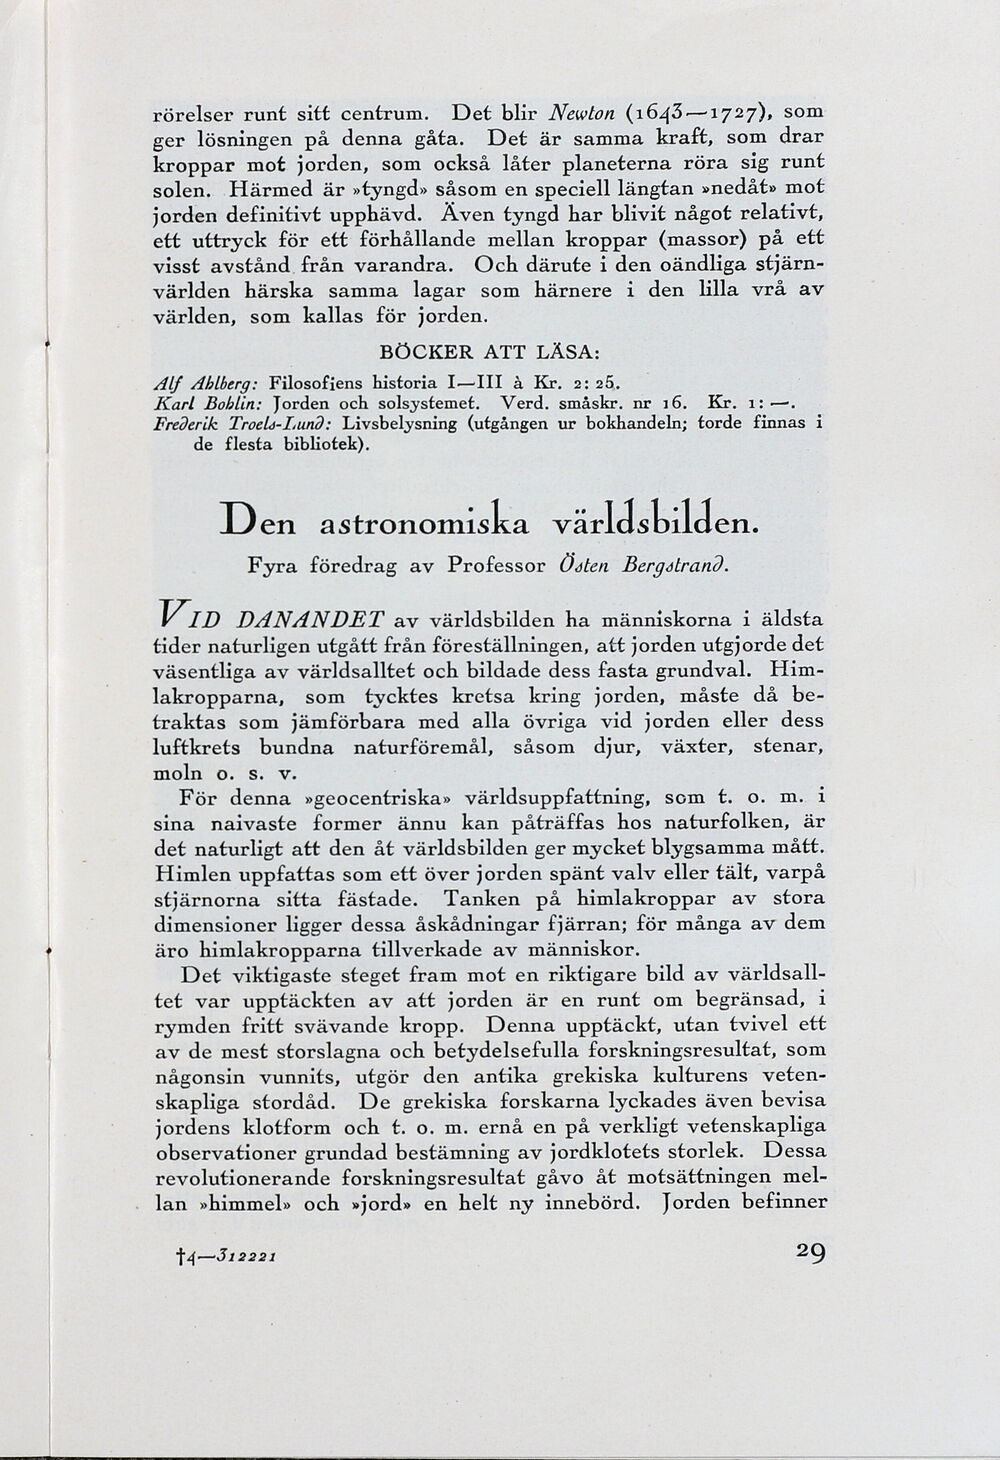 rörelser runt sitt centrum. Det blir Newton (1643—1727), som
ger lösningen på denna gåta. Det är samma kraft, som drar
kroppar mot jorden, som också låter planeterna röra sig runt
solen. Härmed är »tyngd» såsom en speciell längtan »nedåt» mot
jorden definitivt upphävd. Även tyngd har blivit något relativt,
ett uttryck för ett förhållande mellan kroppar (massor) på ett
visst avstånd från varandra. Och därute i den oändliga stjärn-
världen härska samma lagar som härnere i den lilla vrå av
världen, som kallas för jorden.
BÖCKER ATT LÄSA:
Alf Ahlberg: Filosofiens historia I—III à Kr. 2: 25.
Karl Bohlin: Jorden och solsystemet. Verd. småskr. nr 16. Kr. 1: —.
Frederik Troels-Lund: Livsbelysning (utgången ur bokhandeln; torde finnas i
de flesta bibliotek).
Den astronomiska världsbilden.
Fyra föredrag av Professor Östen Bergstrand.
VID DANANDET av världsbilden ha människorna i äldsta
tider naturligen utgått från föreställningen, att jorden utgjorde det
väsentliga av världsalltet och bildade dess fasta grundval. Him-
lakropparna, som tycktes kretsa kring jorden, måste då be-
traktas som jämförbara med alla övriga vid jorden eller dess
luftkrets bundna naturföremål, såsom djur, växter, stenar,
moln o. s. v.
För denna »geocentriska» världsuppfattning, som t. o. m. i
sina naivaste former ännu kan påträffas hos naturfolken, är
det naturligt att den åt världsbilden ger mycket blygsamma mått.
Himlen uppfattas som ett över jorden spänt valv eller tält, varpå
stjärnorna sitta fästade. Tanken på himlakroppar av stora
dimensioner ligger dessa åskådningar fjärran; för många av dem
äro himlakropparna tillverkade av människor.
Det viktigaste steget fram mot en riktigare bild av världsall-
tet var upptäckten av att jorden är en runt om begränsad, i
rymden fritt svävande kropp. Denna upptäckt, utan tvivel ett
av de mest storslagna och betydelsefulla forskningsresultat, som
någonsin vunnits, utgör den antika grekiska kulturens veten-
skapliga stordåd. De grekiska forskarna lyckades även bevisa
jordens klotform och t. o. m. ernå en på verkligt vetenskapliga
observationer grundad bestämning av jordklotets storlek. Dessa
revolutionerande forskningsresultat gåvo åt motsättningen mel-
lan »himmel» och »jord» en helt ny innebörd. Jorden befinner
†4—312221
29